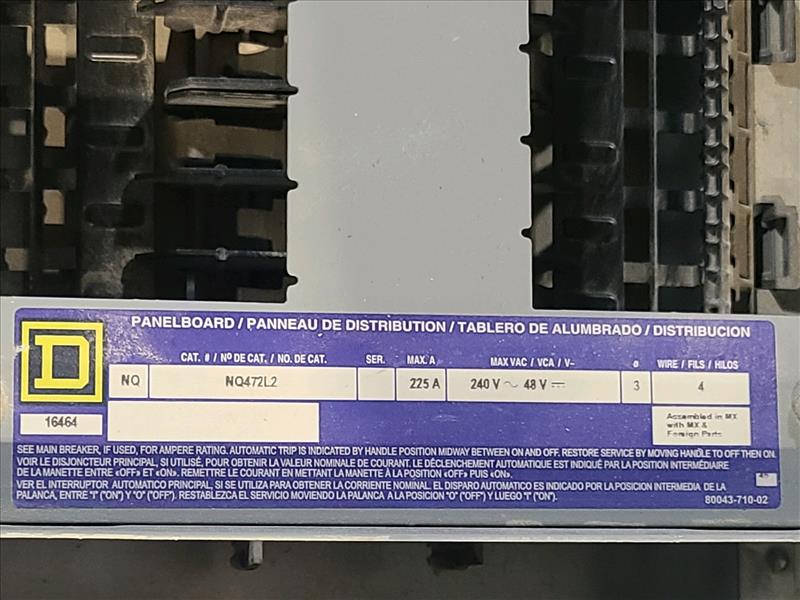 PANELBOARD / PANNEAU DE DISTRIBUTION / TABLERO DE ALUMBRADO / DISTRIBUCION
D
CAT. # / Nº DE CAT. / NO. DE CAT. SER. MAX. A MAX VAC / VCA / V~ ø WIRE / FILS / HILOS
NQ NQ472L2 225 A 240 V ~ 48 V ⎓ 3 4
16464
Assembled in MX
with MX &
Foreign Parts
SEE MAIN BREAKER, IF USED, FOR AMPERE RATING. AUTOMATIC TRIP IS INDICATED BY HANDLE POSITION MIDWAY BETWEEN ON AND OFF. RESTORE SERVICE BY MOVING HANDLE TO OFF THEN ON.
VOIR LE DISJONCTEUR PRINCIPAL, SI UTILISÉ, POUR OBTENIR LA VALEUR NOMINALE DE COURANT. LE DÉCLENCHEMENT AUTOMATIQUE EST INDIQUÉ PAR LA POSITION INTERMÉDIAIRE
DE LA MANETTE ENTRE «OFF» ET «ON». REMETTRE LE COURANT EN METTANT LA MANETTE À LA POSITION «OFF» PUIS «ON».
VER EL INTERRUPTOR AUTOMATICO PRINCIPAL, SI SE UTILIZA PARA OBTENER LA CORRIENTE NOMINAL. EL DISPARO AUTOMATICO ES INDICADO POR LA POSICION INTERMEDIA DE LA
PALANCA, ENTRE "I" ("ON") Y "O" ("OFF"). RESTABLEZCA EL SERVICIO MOVIENDO LA PALANCA A LA POSICION "O" ("OFF") Y LUEGO "I" ("ON").
80043-710-02